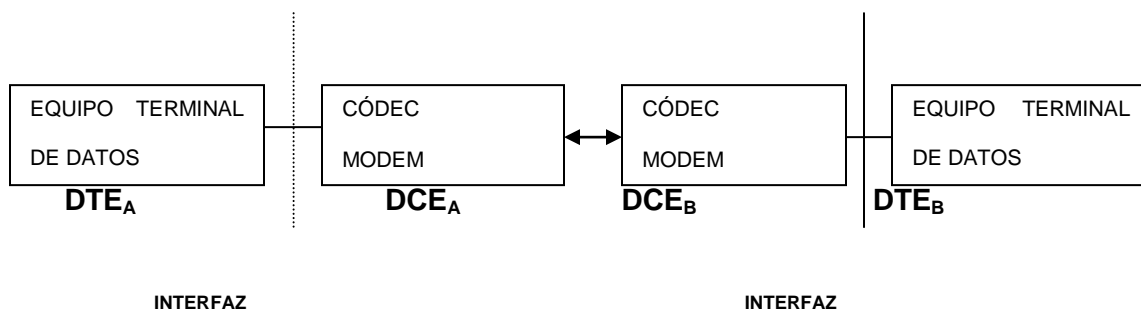 EQUIPO TERMINAL
DE DATOS
DTEA
CÓDEC
MODEM
DCEA
CÓDEC
MODEM
DCEB
EQUIPO TERMINAL
DE DATOS
DTEB
INTERFAZ
INTERFAZ